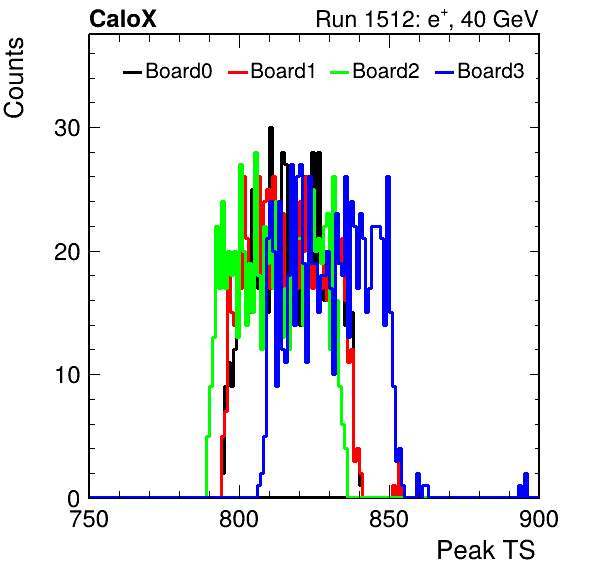 CaloX Run 1512: e⁺, 40 GeV
Counts
Board0 Board1 Board2 Board3
30
20
10
0
750 800 850 900
Peak TS